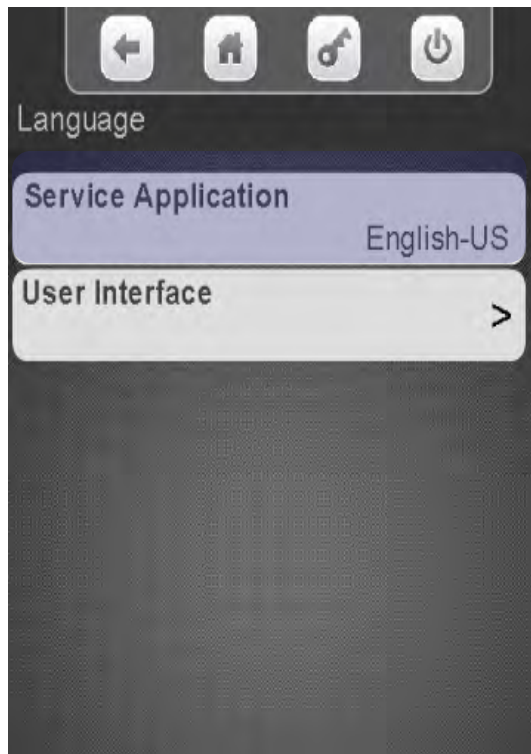 Language
Service Application
English-US
User Interface
>